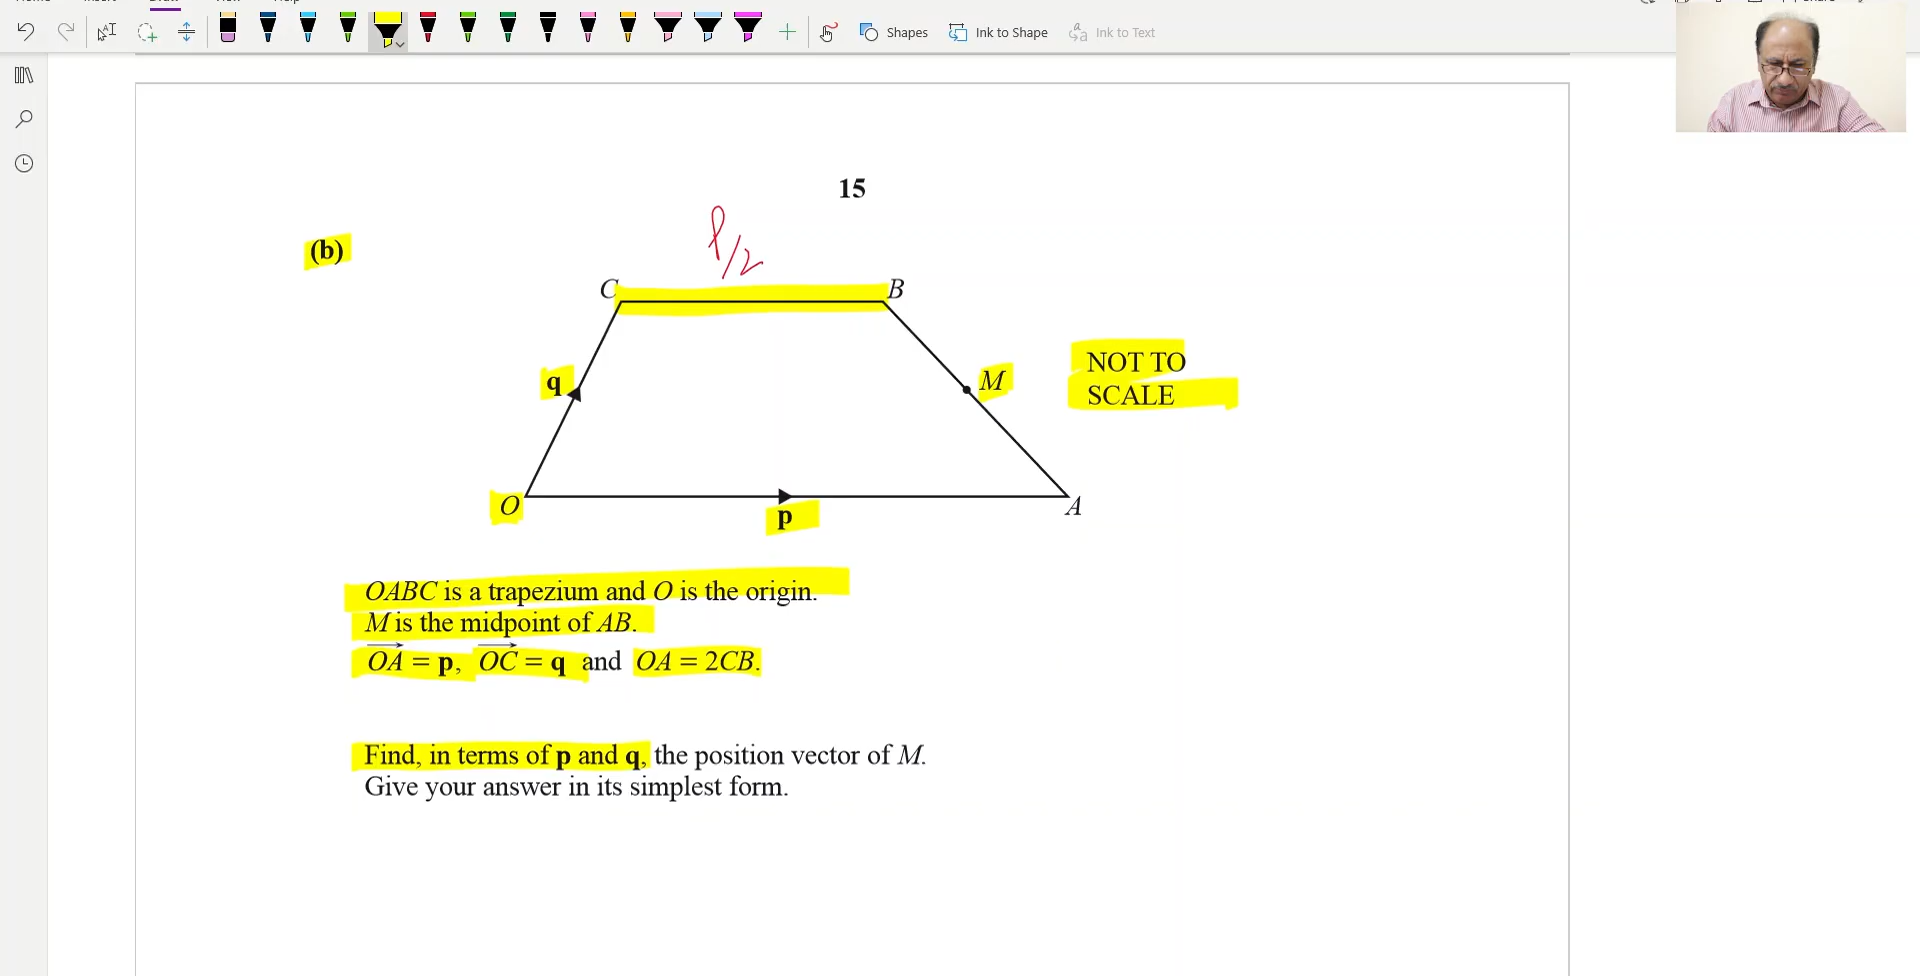 Draw
Help
Shapes
Ink to Shape
Ink to Text
15
(b)
p/2
C
B
q
M
NOT TO
SCALE
O
p
A
OABC is a trapezium and O is the origin.
M is the midpoint of AB.
OA = p, OC = q and OA = 2CB.
Find, in terms of p and q, the position vector of M.
Give your answer in its simplest form.